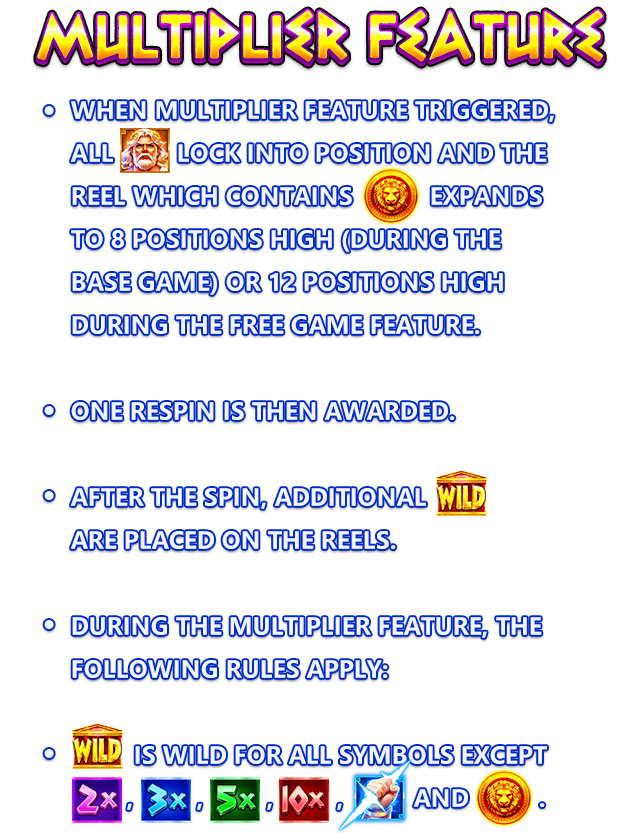 MULTIPLIER FEATURE
WHEN MULTIPLIER FEATURE TRIGGERED,
ALL LOCK INTO POSITION AND THE
REEL WHICH CONTAINS EXPANDS
TO 8 POSITIONS HIGH (DURING THE
BASE GAME) OR 12 POSITIONS HIGH
DURING THE FREE GAME FEATURE.
ONE RESPIN IS THEN AWARDED.
AFTER THE SPIN, ADDITIONAL WILD
ARE PLACED ON THE REELS.
DURING THE MULTIPLIER FEATURE, THE
FOLLOWING RULES APPLY:
WILD IS WILD FOR ALL SYMBOLS EXCEPT
2x, 3x, 5x, 10x, AND .